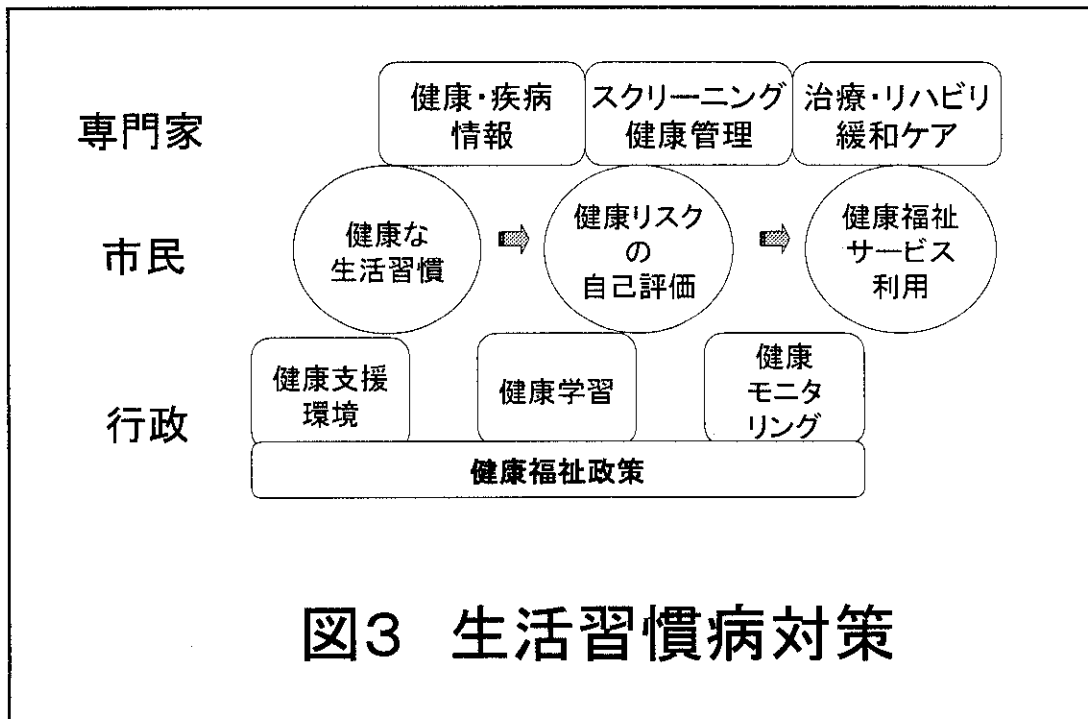 専門家
健康・疾病
情報
スクリーニング
健康管理
治療・リハビリ
緩和ケア
市民
健康な
生活習慣
健康リスク
の
自己評価
健康福祉
サービス
利用
行政
健康支援
環境
健康学習
健康
モニタ
リング
健康福祉政策
図3 生活習慣病対策